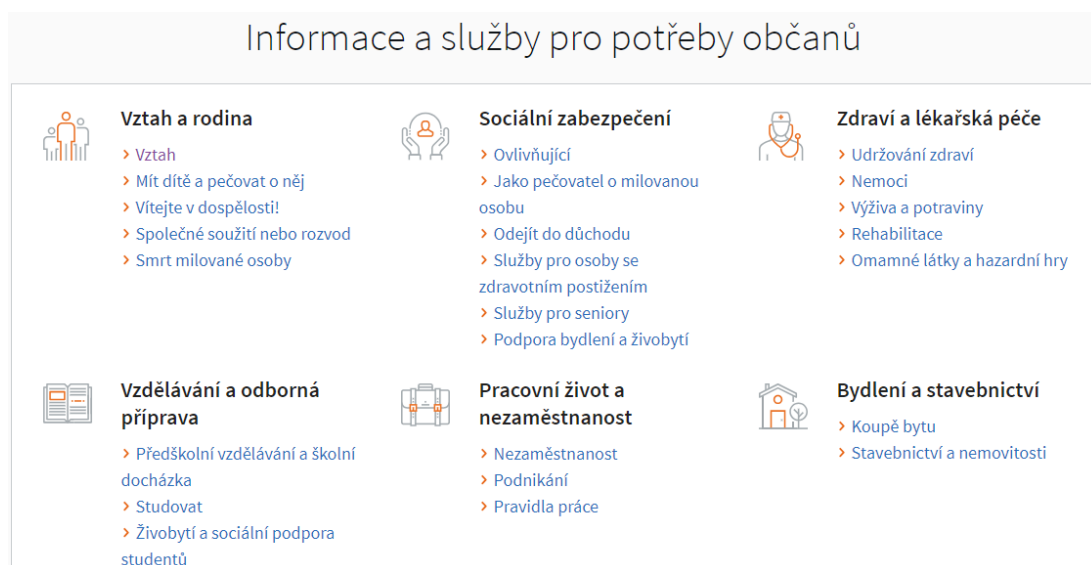 Informace a služby pro potřeby občanů
Vztah a rodina
Vztah
Mít dítě a pečovat o něj
Vítejte v dospělosti!
Společné soužití nebo rozvod
Smrt milované osoby
Sociální zabezpečení
Ovlivňující
Jako pečovatel o milovanou
osobu
Odejít do důchodu
Služby pro osoby se
zdravotním postižením
Služby pro seniory
Podpora bydlení a živobytí
Zdraví a lékařská péče
Udržování zdraví
Nemoci
Výživa a potraviny
Rehabilitace
Omamné látky a hazardní hry
Vzdělávání a odborná
příprava
Předškolní vzdělávání a školní
docházka
Studovat
Živobytí a sociální podpora
studentů
Pracovní život a
nezaměstnanost
Nezaměstnanost
Podnikání
Pravidla práce
Bydlení a stavebnictví
Koupě bytu
Stavebnictví a nemovitosti